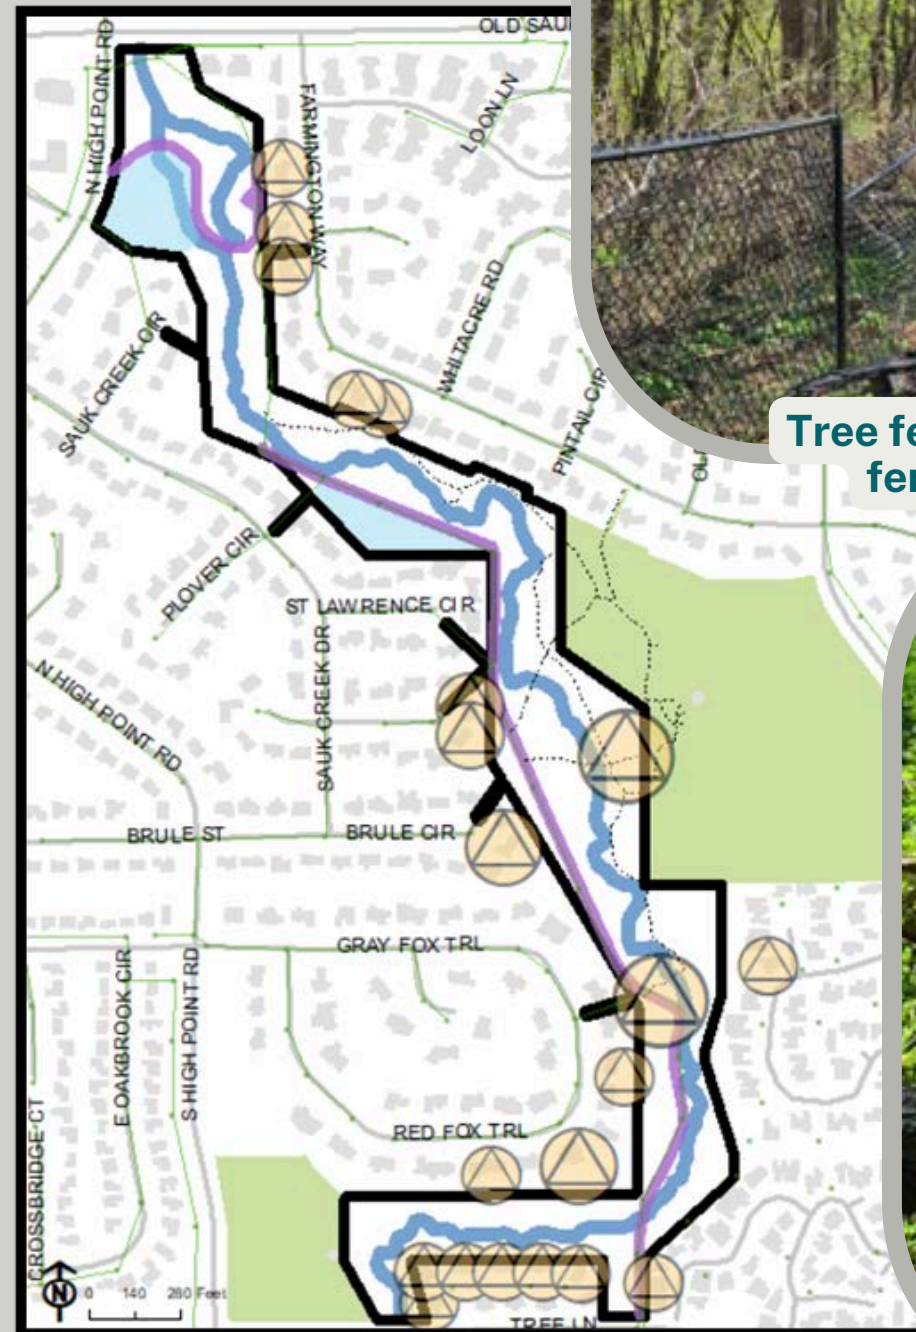 OLD SAU
N HIGH POINT RD
FARMINGTON WAY
LOON LN
WHITACRE RD
SAUK CREEK CIR
PINTAIL CIR
OL
Tree fe
fer
PLOVER CIR
ST LAWRENCE CIR
SAUK CREEK DR
N HIGH POINT RD
BRULE ST
BRULE CIR
GRAY FOX TRL
E OAKBROOK CIR
S HIGH POINT RD
RED FOX TRL
CROSSBRIDGE CT
N
0 140 280 Feet
TREE LN